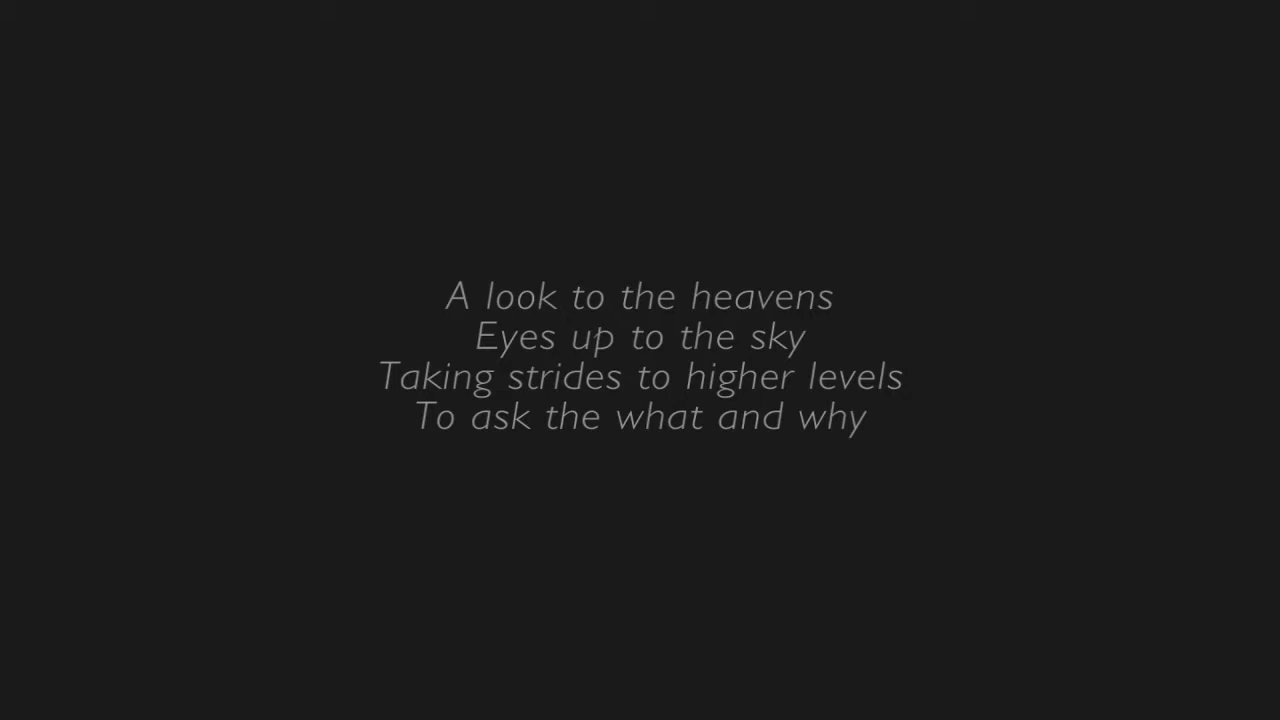 A look to the heavens
Eyes up to the sky
Taking strides to higher levels
To ask the what and why